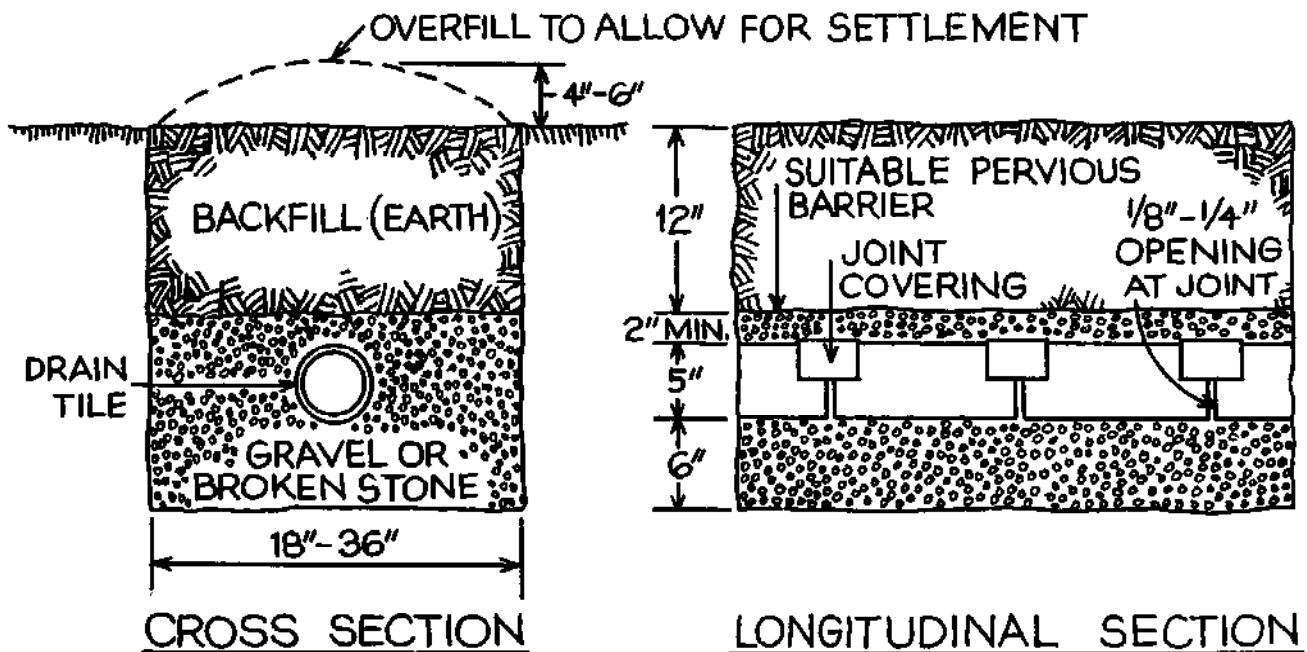 OVERFILL TO ALLOW FOR SETTLEMENT
4"-6"
BACKFILL (EARTH)
DRAIN
TILE
GRAVEL OR
BROKEN STONE
18"-36"
CROSS SECTION
12"
2" MIN.
5"
6"
SUITABLE PERVIOUS
BARRIER
JOINT
COVERING
1/8"-1/4"
OPENING
AT JOINT
LONGITUDINAL SECTION